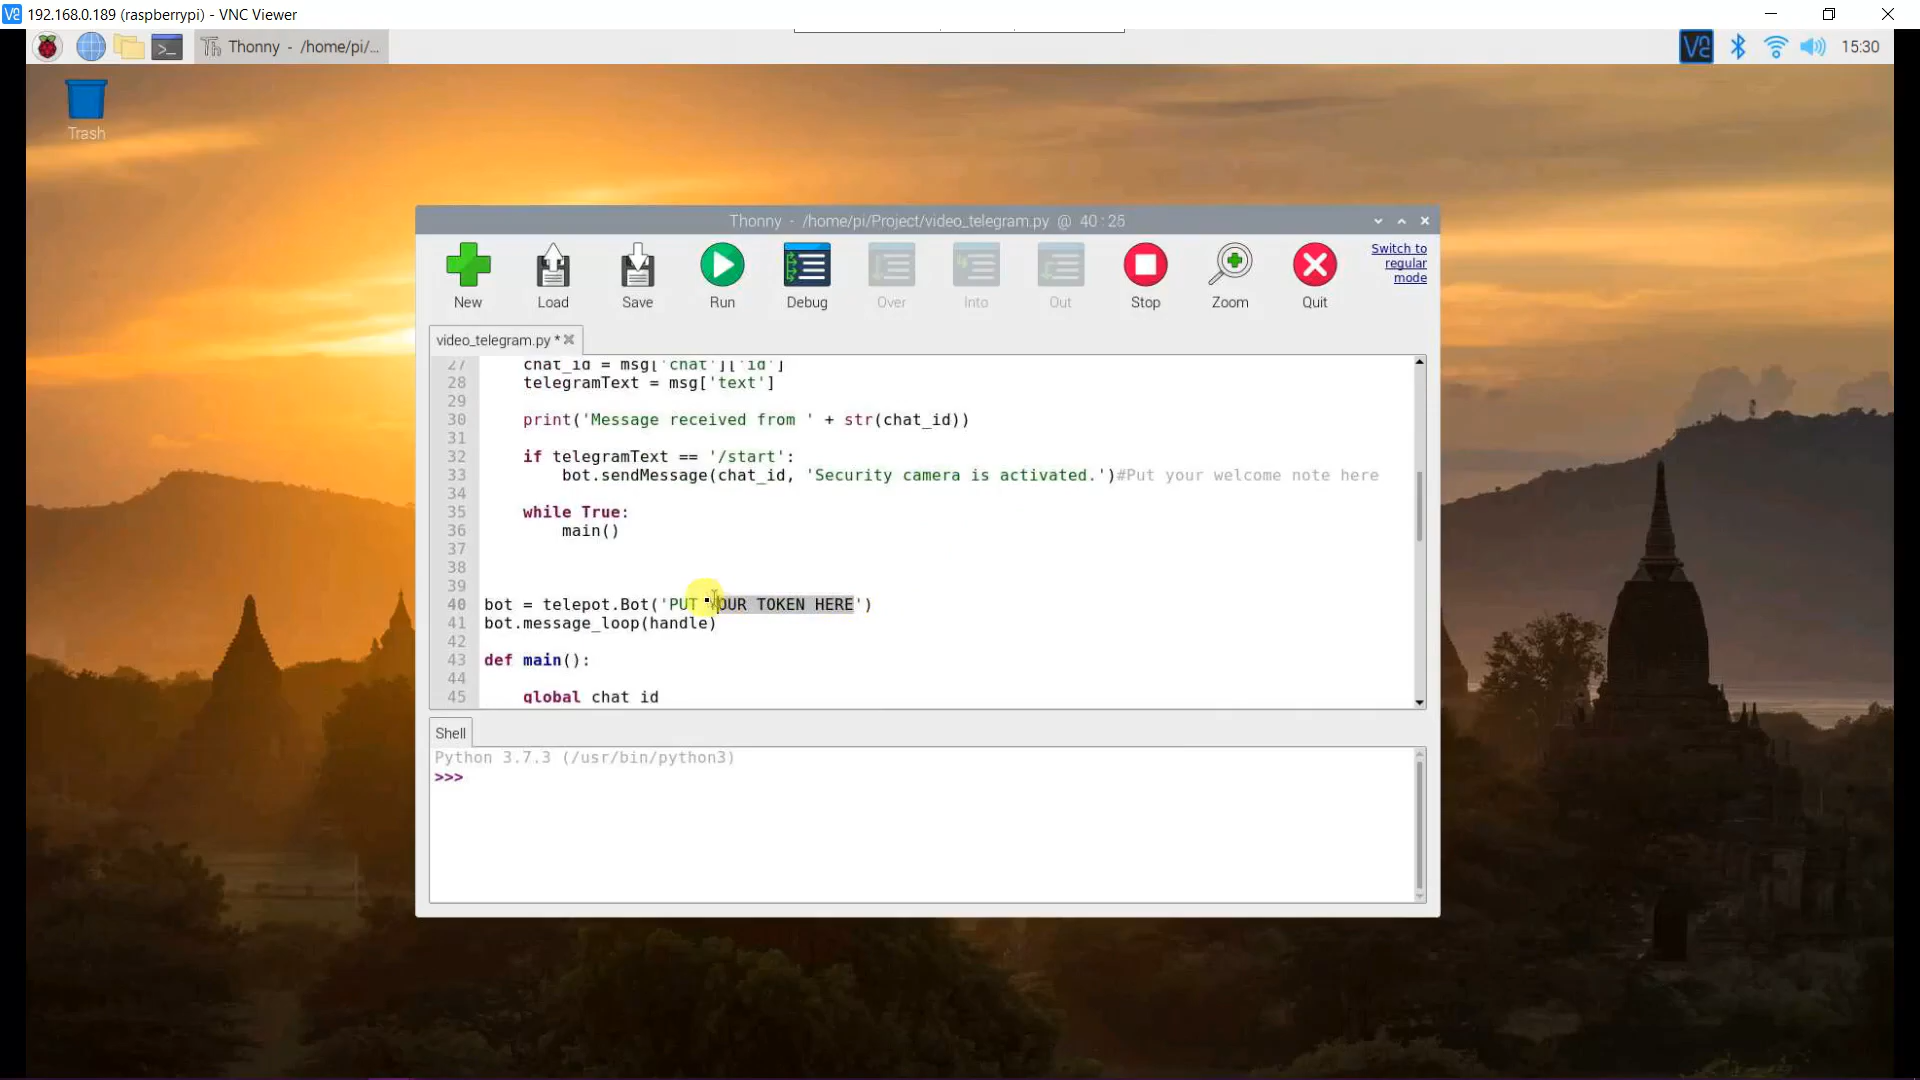 192.168.0.189 (raspberrypi) - VNC Viewer
Thonny - /home/pi/...
15:30
Trash
Thonny - /home/pi/Project/video_telegram.py @ 40:25
New
Load
Save
Run
Debug
Over
Into
Out
Stop
Zoom
Quit
Switch to
regular
mode
video_telegram.py *
27 chat_id = msg['chat']['id']
28 telegramText = msg['text']
29
30 print('Message received from ' + str(chat_id))
31
32 if telegramText == '/start':
33 bot.sendMessage(chat_id, 'Security camera is activated.')#Put your welcome note here
34
35 while True:
36 main()
37
38
39
40 bot = telepot.Bot('PUT YOUR TOKEN HERE')
41 bot.message_loop(handle)
42
43 def main():
44
45 global chat_id
Shell
Python 3.7.3 (/usr/bin/python3)
>>>